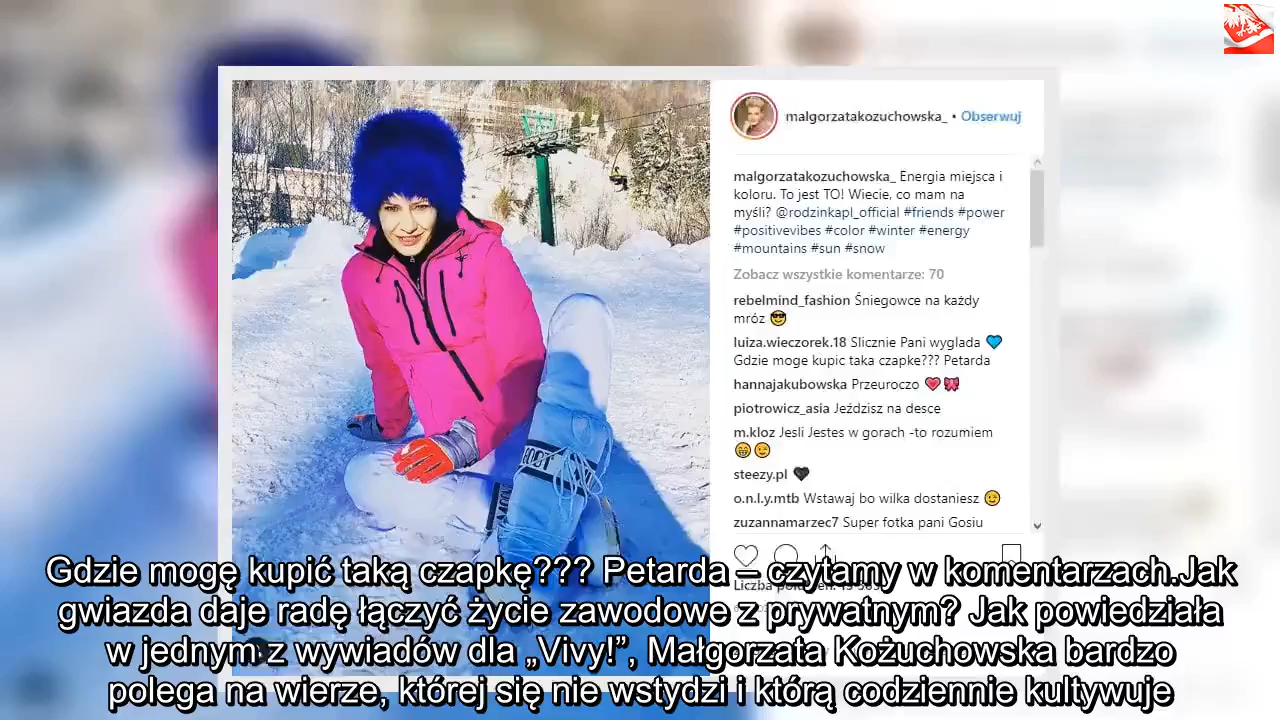 malgorzatakozuchowska_ • Obserwuj
malgorzatakozuchowska_ Energia miejsca i
koloru. To jest TO! Wiecie, co mam na
myśli? @rodzinkapl_official #friends #power
#positivevibes #color #winter #energy
#mountains #sun #snow
Zobacz wszystkie komentarze: 70
rebelmind_fashion Śniegowce na każdy
mróz 😎
luiza.wieczorek.18 Slicznie Pani wyglada 💙
Gdzie moge kupic taka czapke??? Petarda
hannajakubowska Przeuroczo ❤️🎀
piotrowicz_asia Jeździsz na desce
m.kloz Jesli Jestes w gorach -to rozumiem
😁😉
steezy.pl 🖤
o.n.l.y.mtb Wstawaj bo wilka dostaniesz 😉
zuzannamarzec7 Super fotka pani Gosiu
BOOT
Liczba
Gdzie mogę kupić taką czapkę??? Petarda – czytamy w komentarzach.Jak
gwiazda daje radę łączyć życie zawodowe z prywatnym? Jak powiedziała
w jednym z wywiadów dla „Vivy!”, Małgorzata Kożuchowska bardzo
polega na wierze, której się nie wstydzi i którą codziennie kultywuje